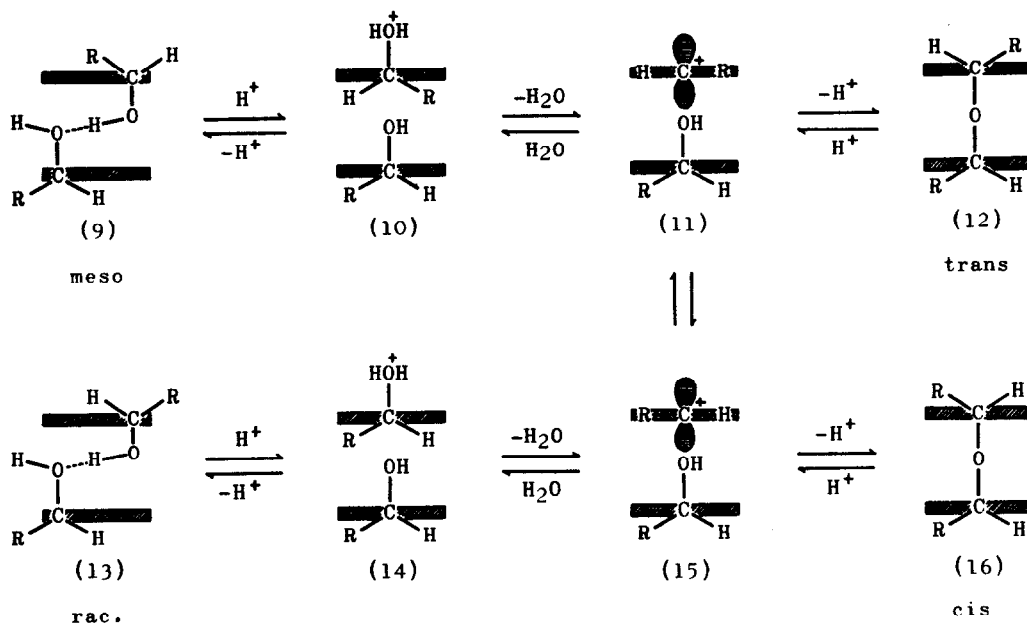 R H C H O H O C R H
(9)
meso
H+
-H+
+
HOH
C
H R
OH
C
R H
(10)
-H2O
H2O
H C + R
OH
C
R H
(11)
-H+
H+
H R
C
O
C
R H
(12)
trans
H R C H O H O C R H
(13)
rac.
H+
-H+
+
HOH
C
R H
OH
C
R H
(14)
-H2O
H2O
R C + H
OH
C
R H
(15)
-H+
H+
R H
C
O
C
R H
(16)
cis